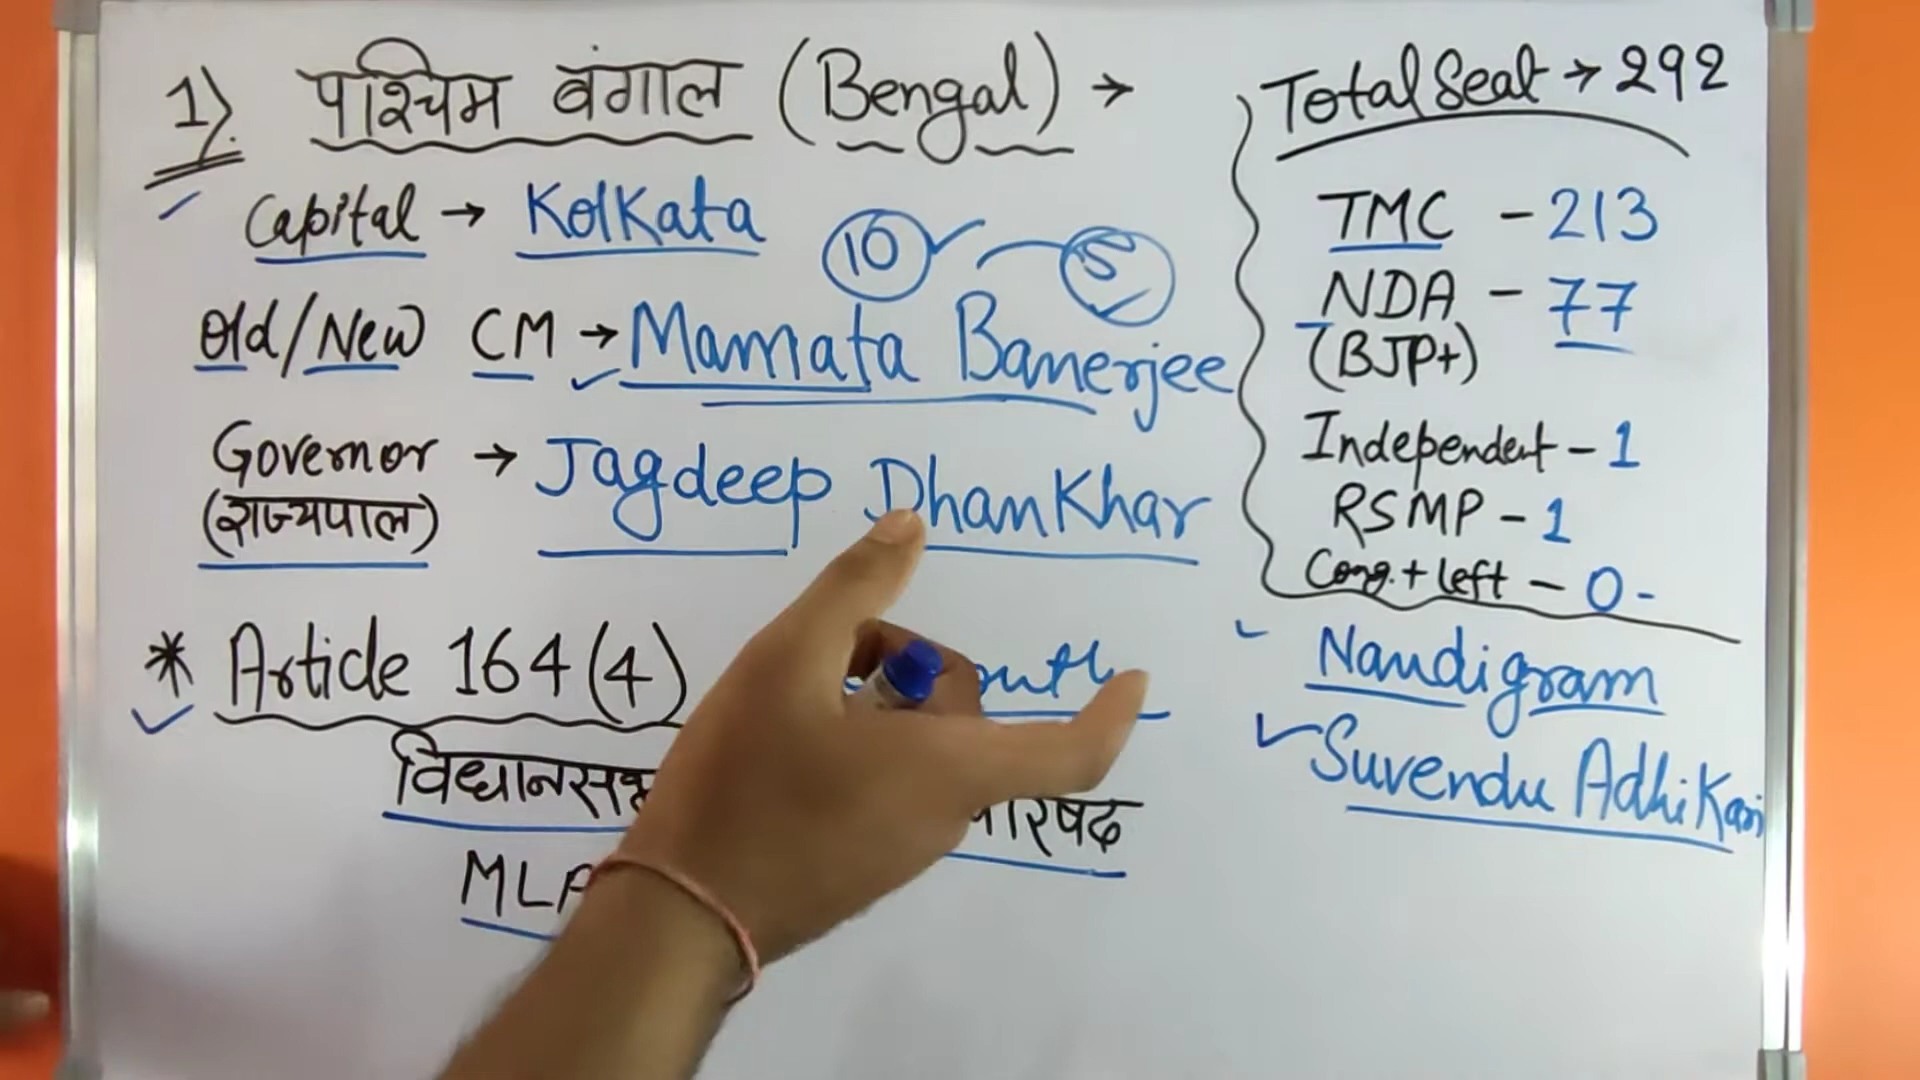 1) पश्चिम बंगाल (Bengal) →
Capital → Kolkata
10 5
Old/New CM → Mamata Banerjee
Governor → Jagdeep Dhankhar
(राज्यपाल)
* Article 164(4)
MLA
Total Seat → 292
TMC - 213
NDA - 77
(BJP+)
Independent - 1
RSMP - 1
Cong. + Left - 0 -
Nandigram
Suvendu Adhikari